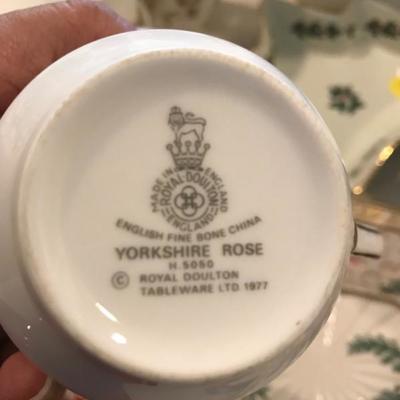 MADE IN ENGLAND
ROYAL DOULTON
ENGLAND
ENGLISH FINE BONE CHINA
YORKSHIRE ROSE
H.5050
© ROYAL DOULTON
TABLEWARE LTD 1977